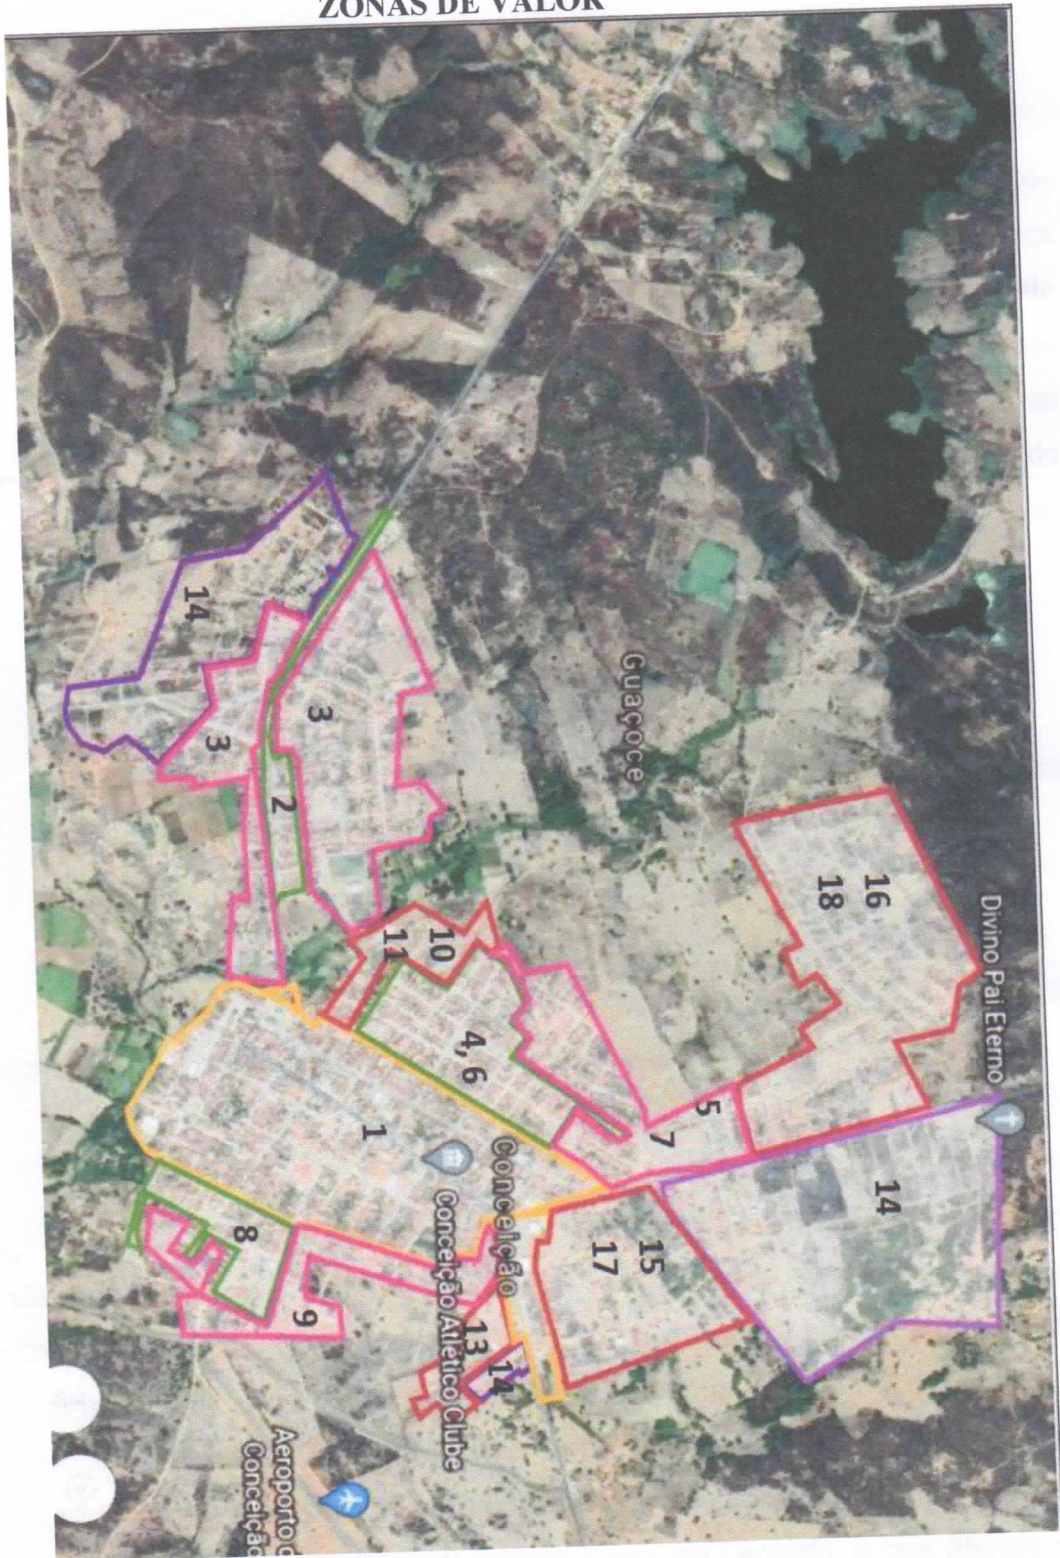 ZONAS DE VALOR
Divino Pai Eterno
16
18
14
Guaçoce
5
7
15
17
10
11
4, 6
3
3
2
14
1
Conceição
Conceição Atlético Clube
13
14
8
9
Aeroporto
Conceição